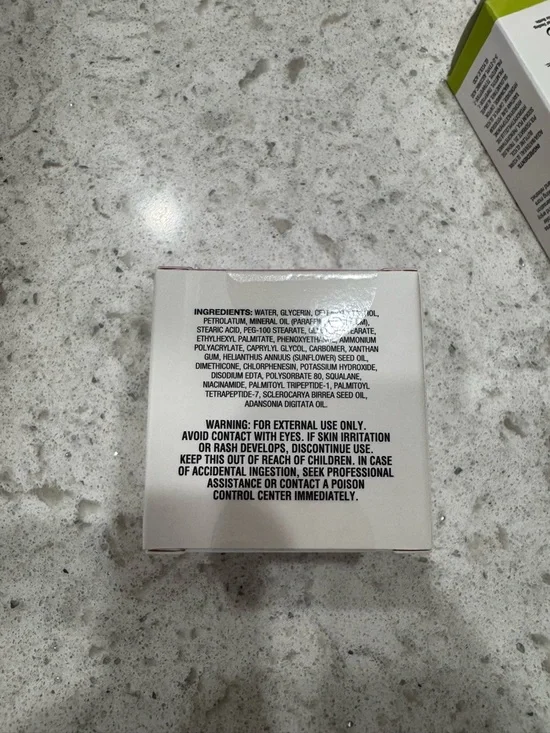 INGREDIENTS: WATER, GLYCERIN,
PETROLATUM, MINERAL OIL
STEARIC ACID, PEG-100 STEARATE,
ETHYLHEXYL PALMITATE, PHENOXYETHANOL, AMMONIUM
POLYACRYLATE, CAPRYLYL GLYCOL, CARBOMER, XANTHAN
GUM, HELIANTHUS ANNUUS (SUNFLOWER) SEED OIL,
DIMETHICONE, CHLORPHENESIN, POTASSIUM HYDROXIDE,
DISODIUM EDTA, POLYSORBATE 80, SQUALANE,
NIACINAMIDE, PALMITOYL TRIPEPTIDE-1, PALMITOYL
TETRAPEPTIDE-7, SCLEROCARYA BIRREA SEED OIL,
ADANSONIA DIGITATA OIL.
WARNING: FOR EXTERNAL USE ONLY.
AVOID CONTACT WITH EYES. IF SKIN IRRITATION
OR RASH DEVELOPS, DISCONTINUE USE.
KEEP THIS OUT OF REACH OF CHILDREN. IN CASE
OF ACCIDENTAL INGESTION, SEEK PROFESSIONAL
ASSISTANCE OR CONTACT A POISON
CONTROL CENTER IMMEDIATELY.